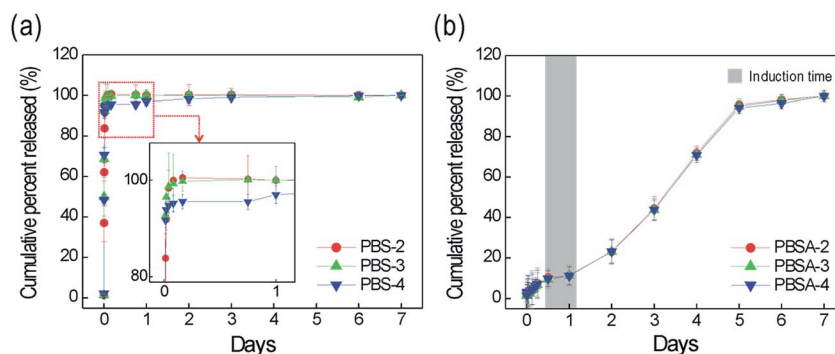 (a)
120
100
80
60
40
20
0
Cumulative percent released (%)
100
80
0
1
PBS-2
PBS-3
PBS-4
0 1 2 3 4 5 6 7
Days
(b)
120
100
80
60
40
20
0
Cumulative percent released (%)
Induction time
PBSA-2
PBSA-3
PBSA-4
0 1 2 3 4 5 6 7
Days